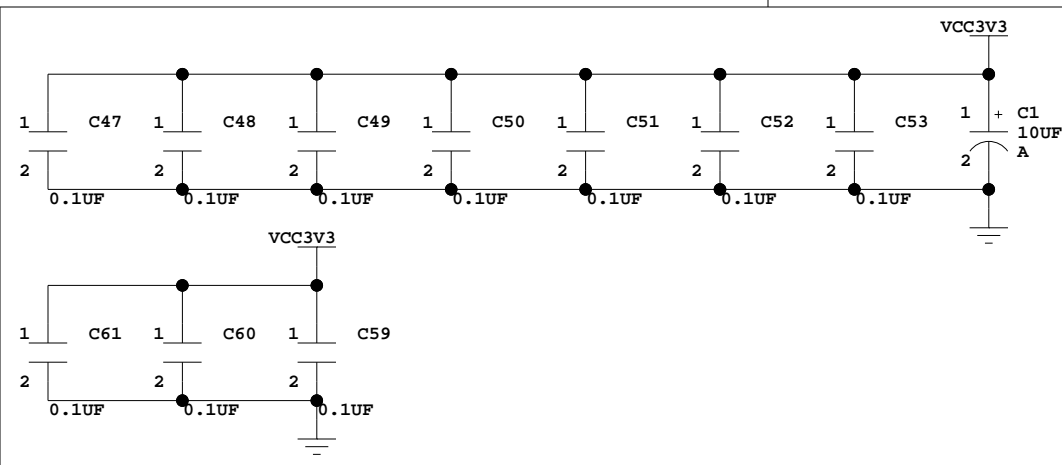 VCC3V3
1 C47 1 C48 1 C49 1 C50 1 C51 1 C52 1 C53 1 + C1
10UF
2 2 2 2 2 2 2 2 A
0.1UF 0.1UF 0.1UF 0.1UF 0.1UF 0.1UF 0.1UF
VCC3V3
1 C61 1 C60 1 C59
2 2 2
0.1UF 0.1UF 0.1UF